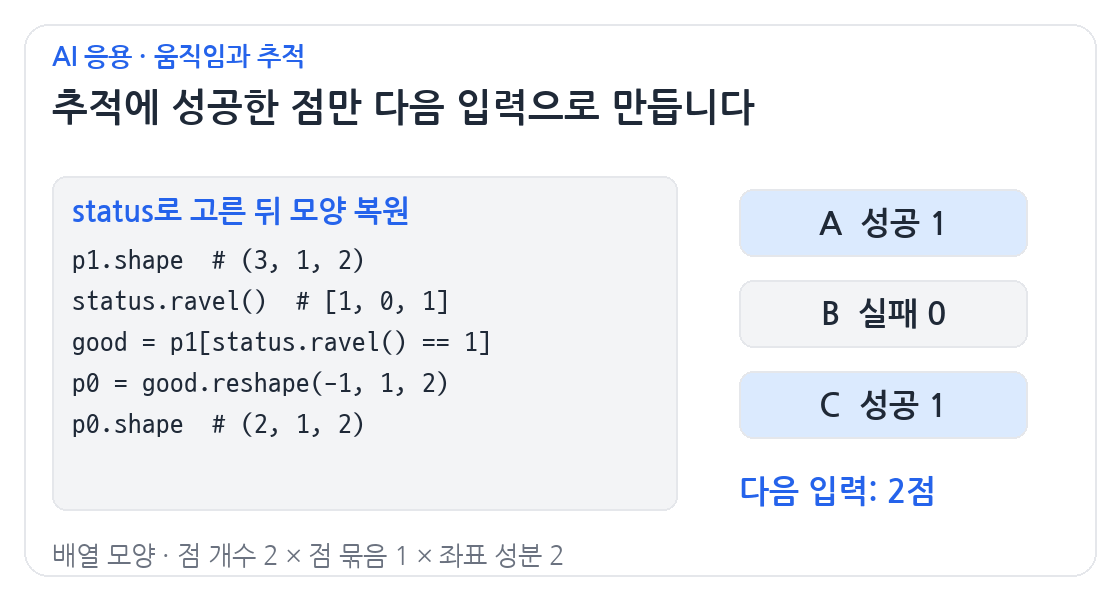 AI 응용 · 움직임과 추적
추적에 성공한 점만 다음 입력으로 만듭니다
status로 고른 뒤 모양 복원
p1.shape  # (3, 1, 2)
status.ravel()  # [1, 0, 1]
good = p1[status.ravel() == 1]
p0 = good.reshape(-1, 1, 2)
p0.shape  # (2, 1, 2)
A 성공 1
B 실패 0
C 성공 1
다음 입력: 2점
배열 모양 · 점 개수 2 × 점 묶음 1 × 좌표 성분 2